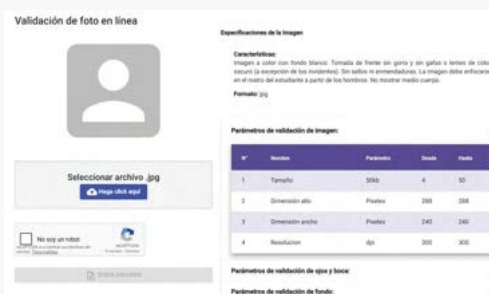 Validación de foto en línea
Seleccionar archivo .jpg
Haga click aquí
No soy un robot
reCAPTCHA
Especificaciones de la Imagen
Características:
Imagen a color con fondo blanco. Tomada de frente sin gorra y sin gafas o lentes de color
oscuro (a excepción de los invidentes). Sin sellos ni enmendaduras. La imagen debe enfocarse
en el rostro del estudiante a partir de los hombros. No mostrar medio cuerpo.
Formato: jpg
Parámetros de validación de imagen:
N° Nombre Parámetro Desde Hasta
1 Tamaño 50kb 4 50
2 Dimensión alto Pixeles 288 288
3 Dimensión ancho Pixeles 240 240
4 Resolucion dpi 300 300
Parámetros de validación de ojos y boca:
Parámetros de validación de fondo: